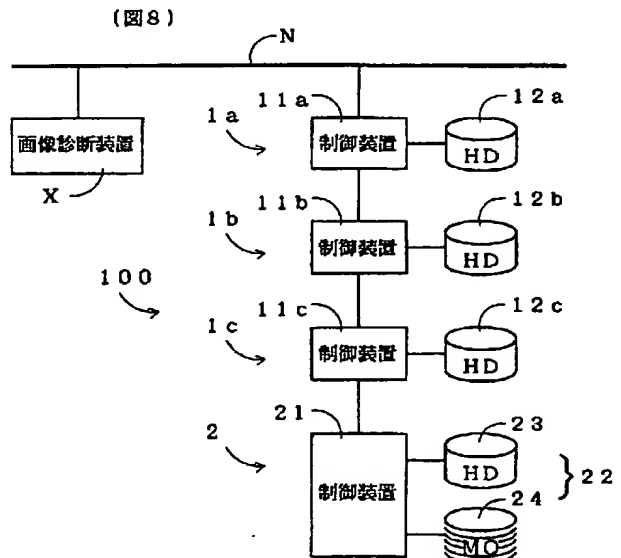 (図8)
N
11a 12a
1a
画像診断装置 制御装置 HD
X
11b 12b
1b
制御装置 HD
100
11c 12c
1c
制御装置 HD
21 23
2
HD
22
制御装置 24
MO